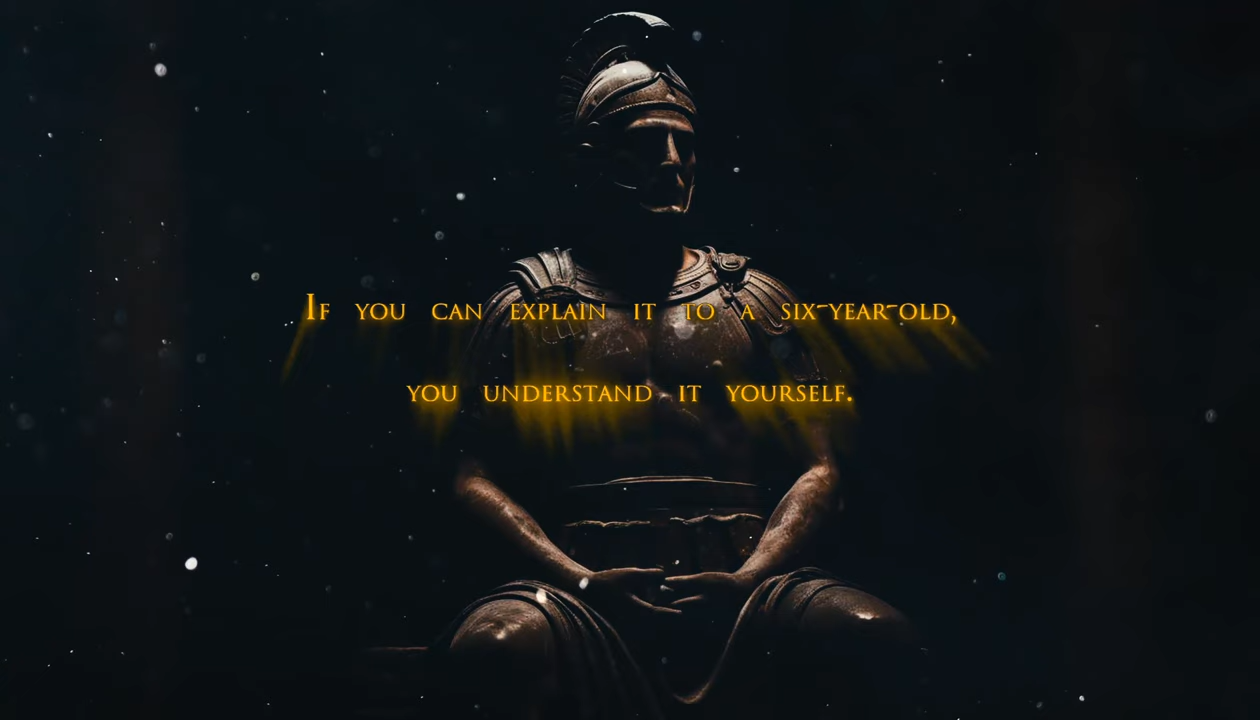 If you can explain it to a six-year-old,
you understand it yourself.